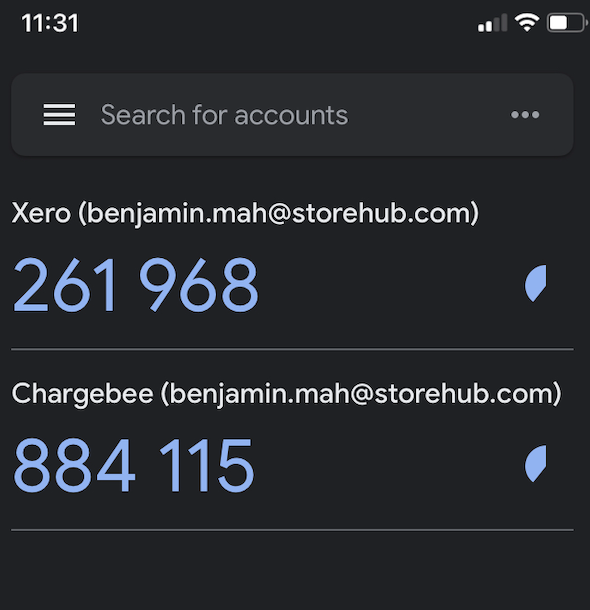 11:31
Search for accounts
Xero (benjamin.mah@storehub.com)
261 968
Chargebee (benjamin.mah@storehub.com)
884 115